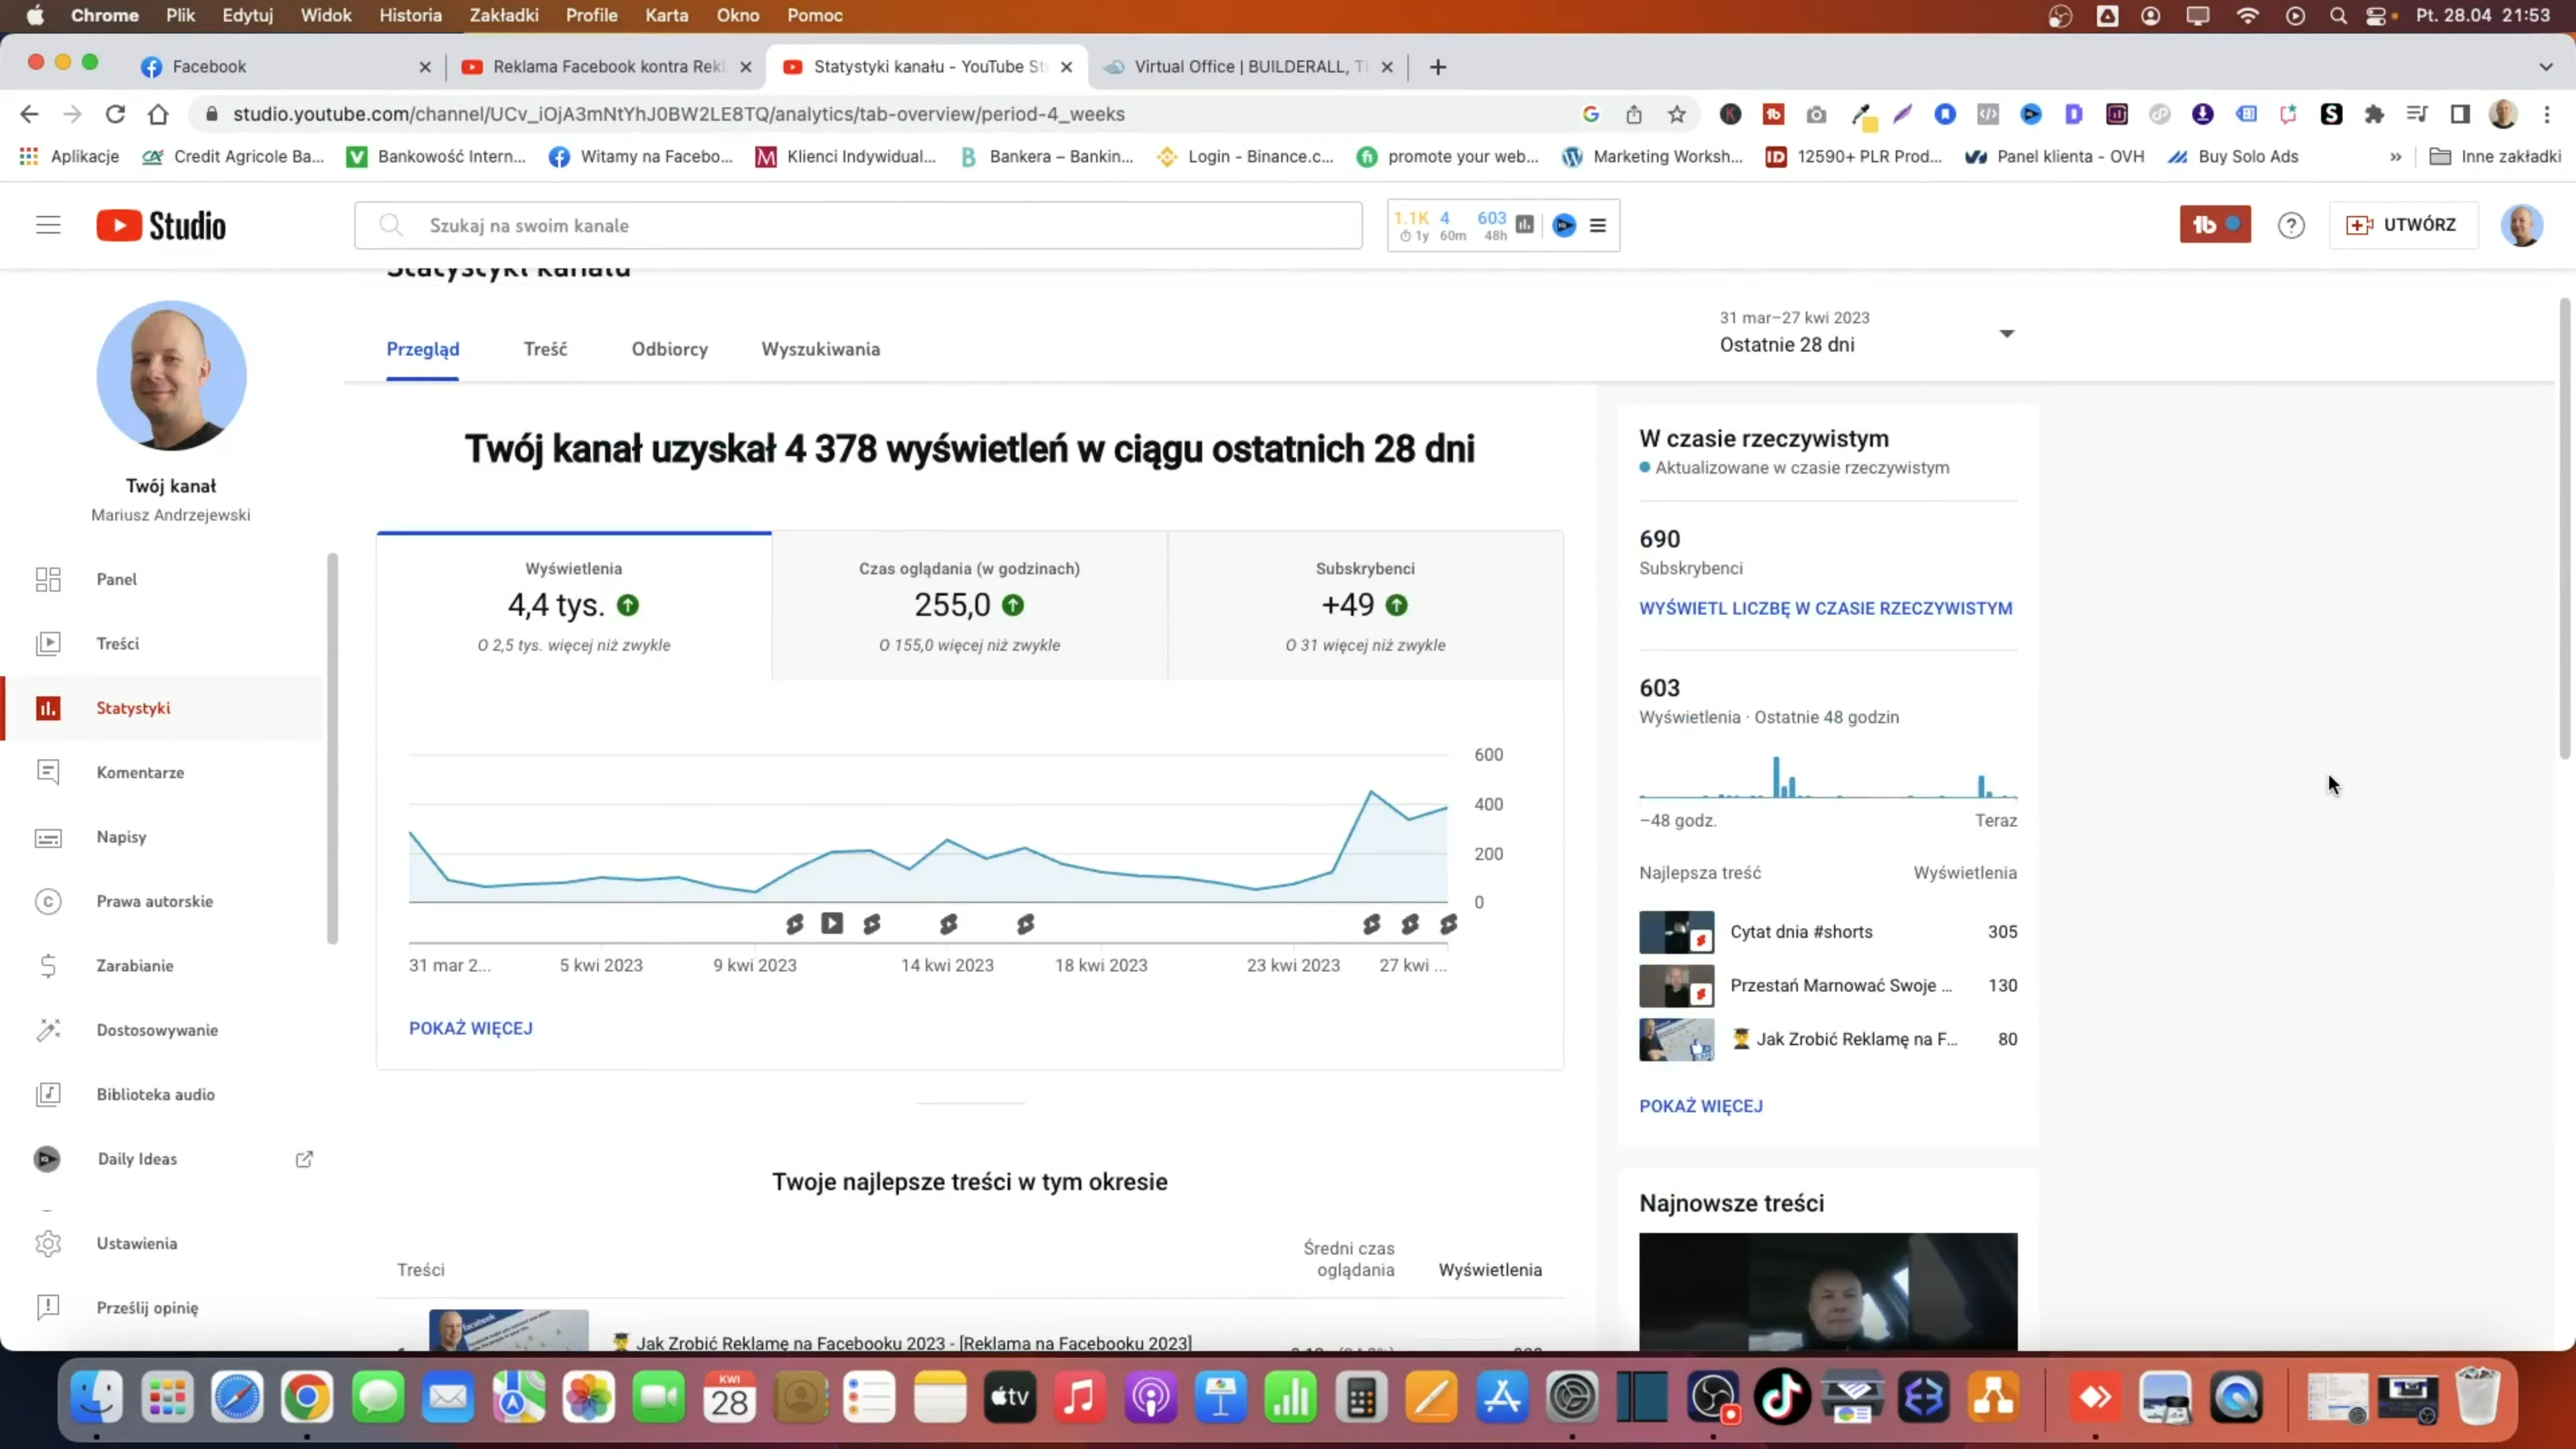 Chrome Plik Edytuj Widok Historia Zakładki Profile Karta Okno Pomoc Pt. 28.04 21:53
Facebook Reklama Facebook kontra Rekl Statystyki kanału - YouTube St Virtual Office | BUILDERALL, T
studio.youtube.com/channel/UCv_iOjA3mNtYhJ0BW2LE8TQ/analytics/tab-overview/period-4_weeks
Aplikacje Credit Agricole Ba... Bankowość Intern... Witamy na Facebo... Klienci Indywidual... Bankera – Bankin... Login - Binance.c... promote your web... Marketing Worksh... 12590+ PLR Prod... Panel klienta - OVH Buy Solo Ads » Inne zakładki
Studio Szukaj na swoim kanale 1.1K 4 603 UTWÓRZ
1y 60m 48h
Statystyki kanału
31 mar–27 kwi 2023
Przegląd Treść Odbiorcy Wyszukiwania Ostatnie 28 dni
Twój kanał
Mariusz Andrzejewski
Panel
Treści
Statystyki
Komentarze
Napisy
Prawa autorskie
Zarabianie
Dostosowywanie
Biblioteka audio
Daily Ideas
Ustawienia
Prześlij opinię
Twój kanał uzyskał 4 378 wyświetleń w ciągu ostatnich 28 dni
Wyświetlenia
4,4 tys.
O 2,5 tys. więcej niż zwykle
Czas oglądania (w godzinach)
255,0
O 155,0 więcej niż zwykle
Subskrybenci
+49
O 31 więcej niż zwykle
600
400
200
0
31 mar 2... 5 kwi 2023 9 kwi 2023 14 kwi 2023 18 kwi 2023 23 kwi 2023 27 kwi ...
POKAŻ WIĘCEJ
Twoje najlepsze treści w tym okresie
Treści Średni czas oglądania Wyświetlenia
Jak Zrobić Reklamę na Facebooku 2023 - [Reklama na Facebooku 2023]
W czasie rzeczywistym
Aktualizowane w czasie rzeczywistym
690
Subskrybenci
WYŚWIETL LICZBĘ W CZASIE RZECZYWISTYM
603
Wyświetlenia · Ostatnie 48 godzin
−48 godz. Teraz
Najlepsza treść Wyświetlenia
Cytat dnia #shorts 305
Przestań Marnować Swoje ... 130
Jak Zrobić Reklamę na F... 80
POKAŻ WIĘCEJ
Najnowsze treści
KWI
28
tv